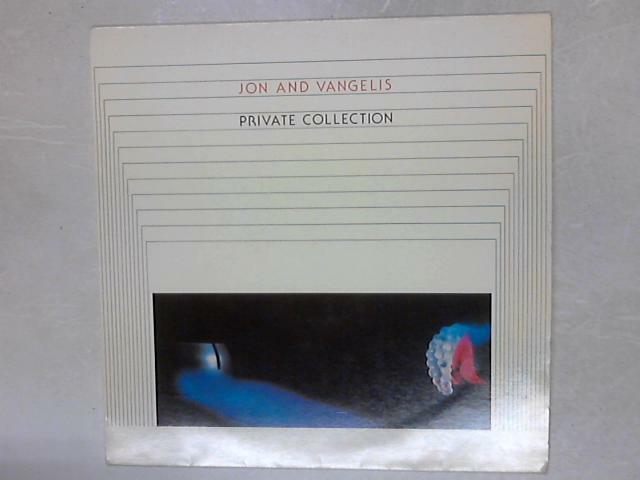 JON AND VANGELIS
PRIVATE COLLECTION